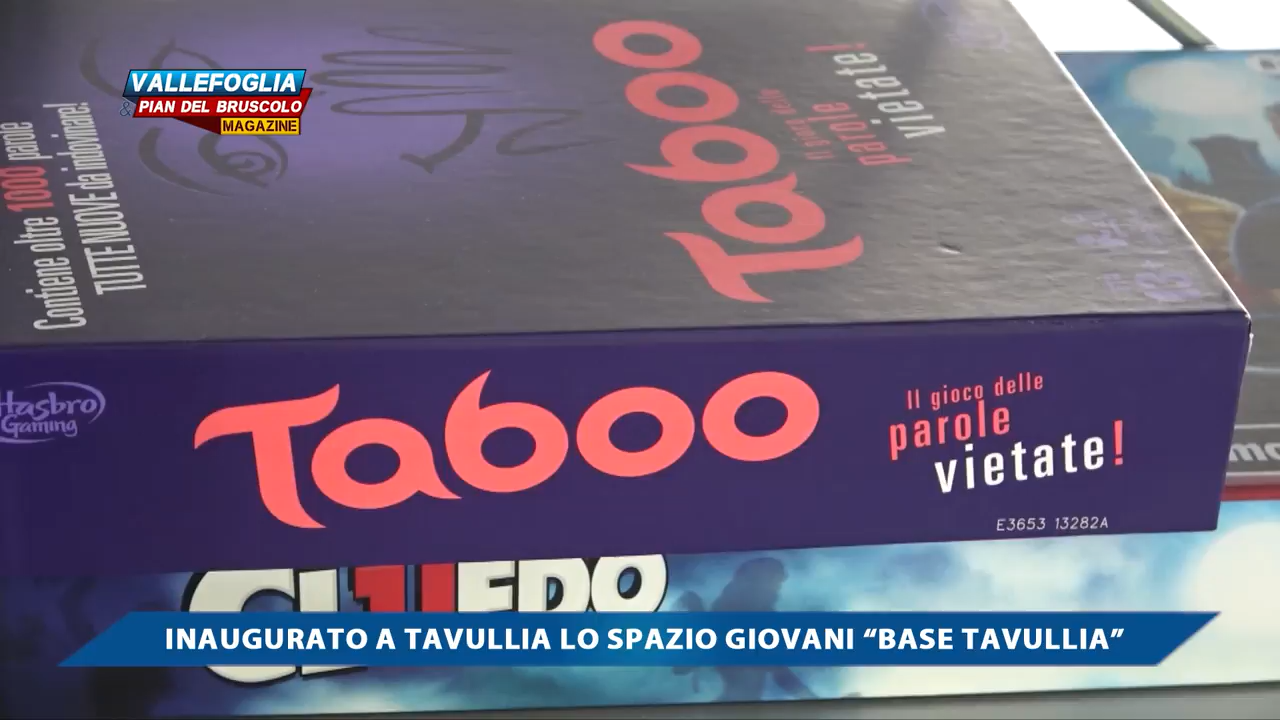 VALLEFOGLIA
& PIAN DEL BRUSCOLO
MAGAZINE
Contiene oltre 1000 parole
TUTTE NUOVE da indovinare!
Taboo
Il gioco delle
parole
vietate!
Hasbro
Gaming
Taboo
Il gioco delle
parole
vietate!
E3653 13282A
CLUEDO
INAUGURATO A TAVULLIA LO SPAZIO GIOVANI “BASE TAVULLIA”